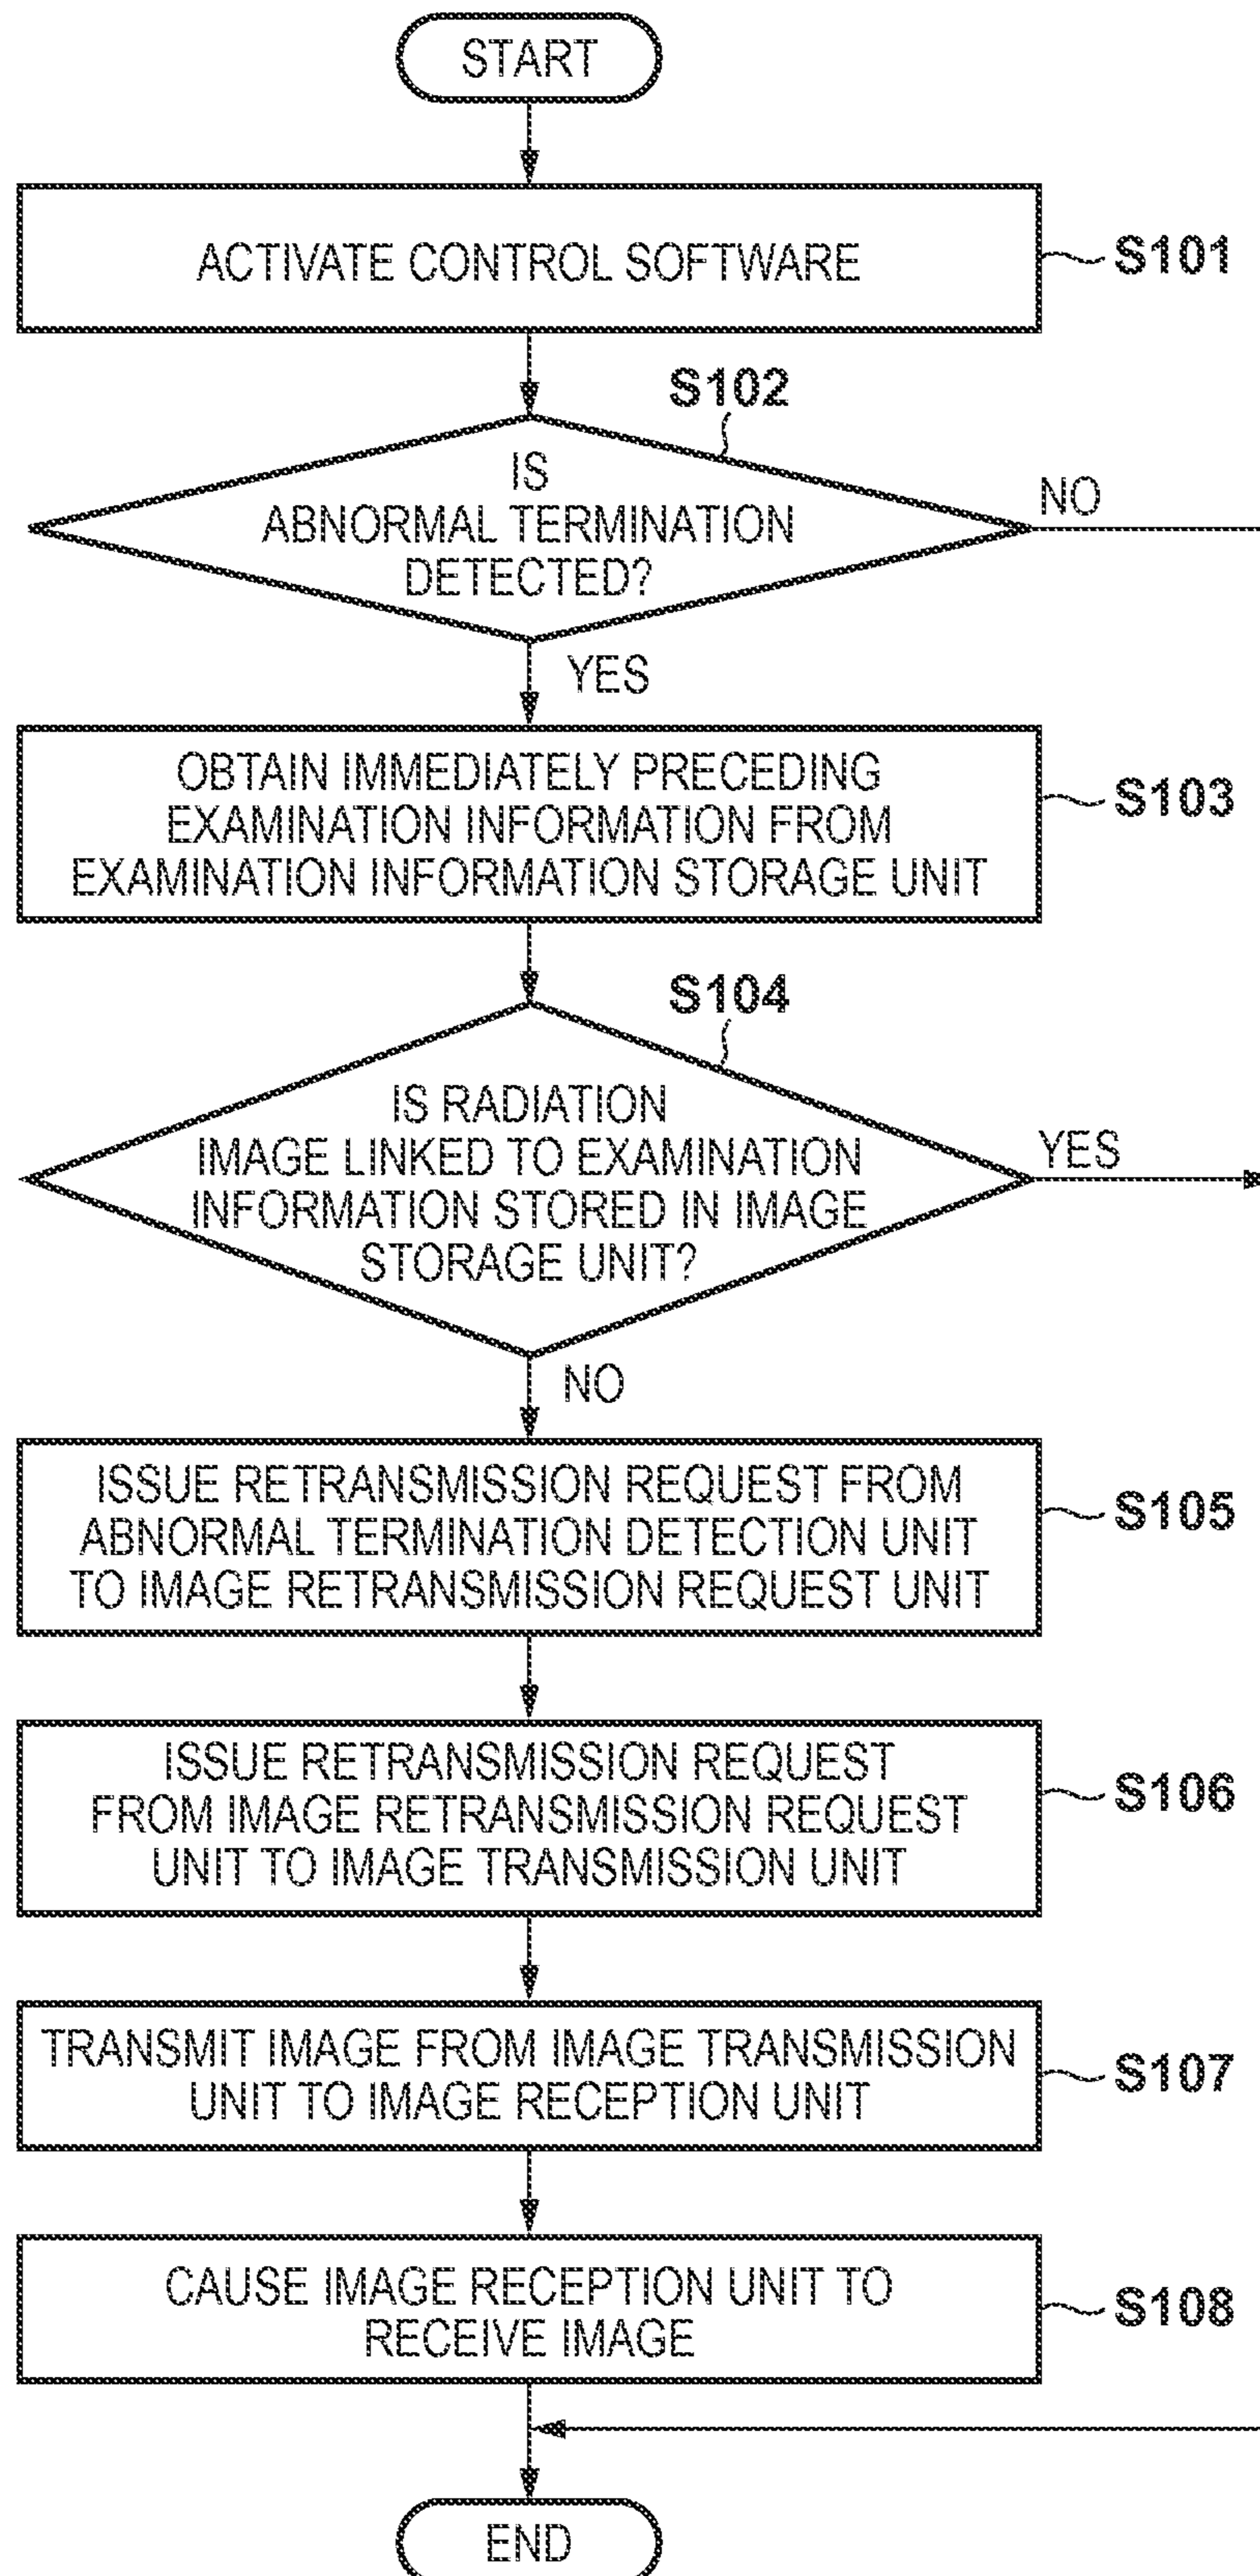 START
ACTIVATE CONTROL SOFTWARE
S101
S102
IS
ABNORMAL TERMINATION
DETECTED?
NO
YES
OBTAIN IMMEDIATELY PRECEDING
EXAMINATION INFORMATION FROM
EXAMINATION INFORMATION STORAGE UNIT
S103
S104
IS RADIATION
IMAGE LINKED TO EXAMINATION
INFORMATION STORED IN IMAGE
STORAGE UNIT?
YES
NO
ISSUE RETRANSMISSION REQUEST FROM
ABNORMAL TERMINATION DETECTION UNIT
TO IMAGE RETRANSMISSION REQUEST UNIT
S105
ISSUE RETRANSMISSION REQUEST
FROM IMAGE RETRANSMISSION REQUEST
UNIT TO IMAGE TRANSMISSION UNIT
S106
TRANSMIT IMAGE FROM IMAGE TRANSMISSION
UNIT TO IMAGE RECEPTION UNIT
S107
CAUSE IMAGE RECEPTION UNIT TO
RECEIVE IMAGE
S108
END